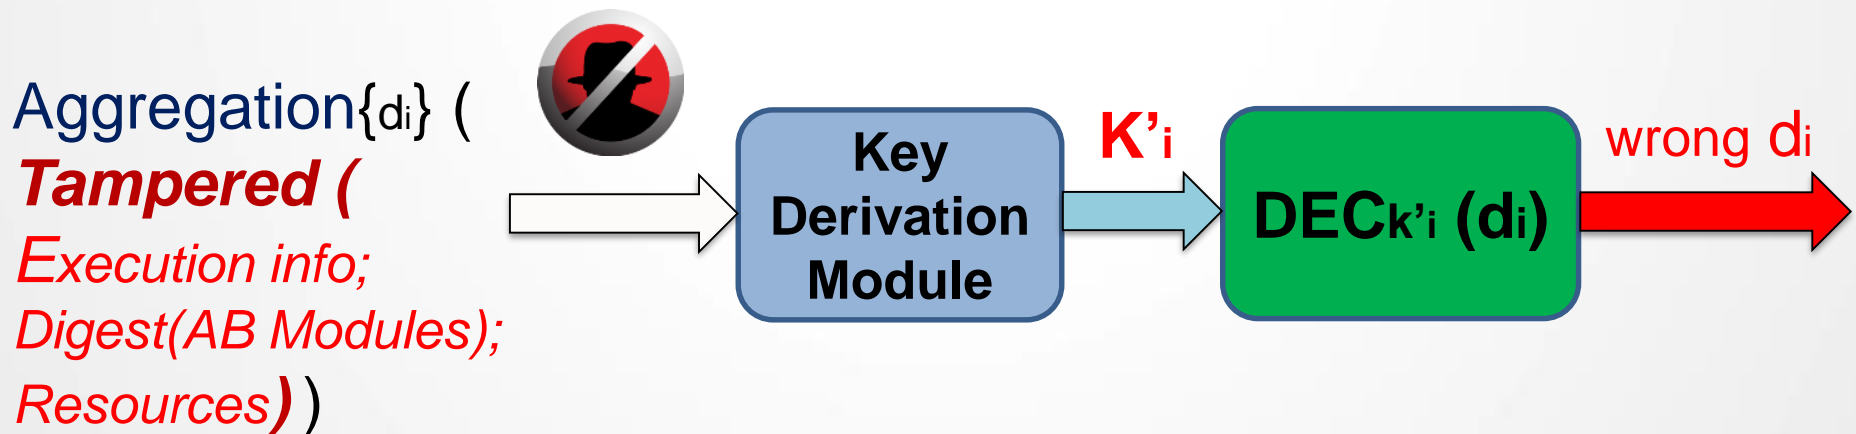 Aggregation{di} (
Tampered (
Execution info;
Digest(AB Modules);
Resources))
Key
Derivation
Module
K’i
DECk’i (di)
wrong di